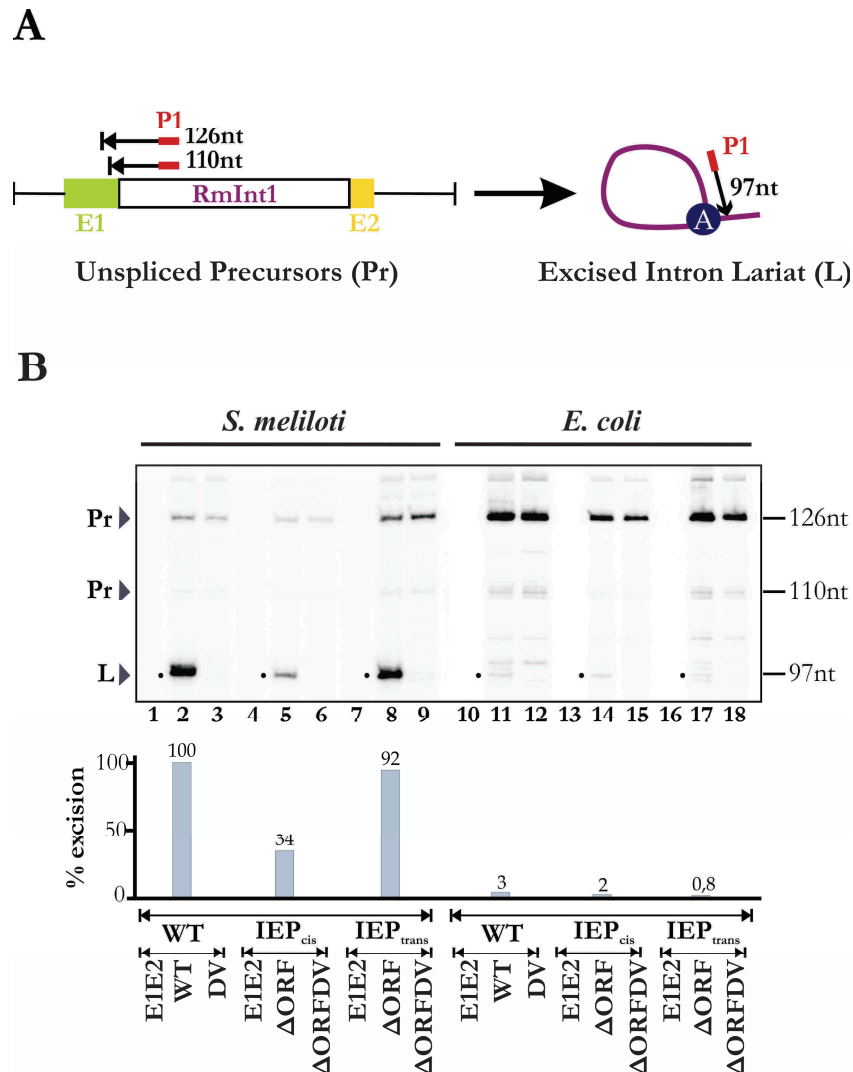 A
P1
126nt
110nt
RmInt1
E1
E2
P1
97nt
A
Unspliced Precursors (Pr)
Excised Intron Lariat (L)
B
S. meliloti
E. coli
Pr
126nt
Pr
110nt
L
97nt
1 2 3 4 5 6 7 8 9 10 11 12 13 14 15 16 17 18
% excision
100
50
0
100
34
92
3
2
0,8
WT IEPcis IEPtrans WT IEPcis IEPtrans
E1E2 WT DV E1E2 ΔORF ΔORFDV E1E2 ΔORF ΔORFDV E1E2 WT DV E1E2 ΔORF ΔORFDV E1E2 ΔORF ΔORFDV